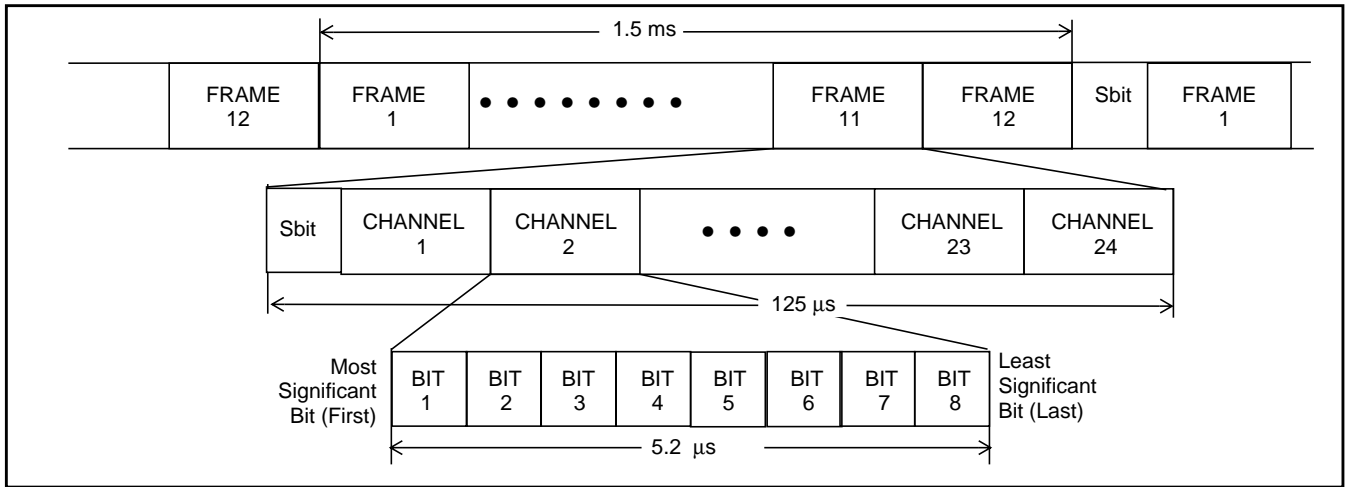 1.5 ms
FRAME
12
FRAME
1
FRAME
11
FRAME
12
Sbit
FRAME
1
Sbit
CHANNEL
1
CHANNEL
2
CHANNEL
23
CHANNEL
24
125 μs
Most
Significant
Bit (First)
BIT
1
BIT
2
BIT
3
BIT
4
BIT
5
BIT
6
BIT
7
BIT
8
Least
Significant
Bit (Last)
5.2 μs